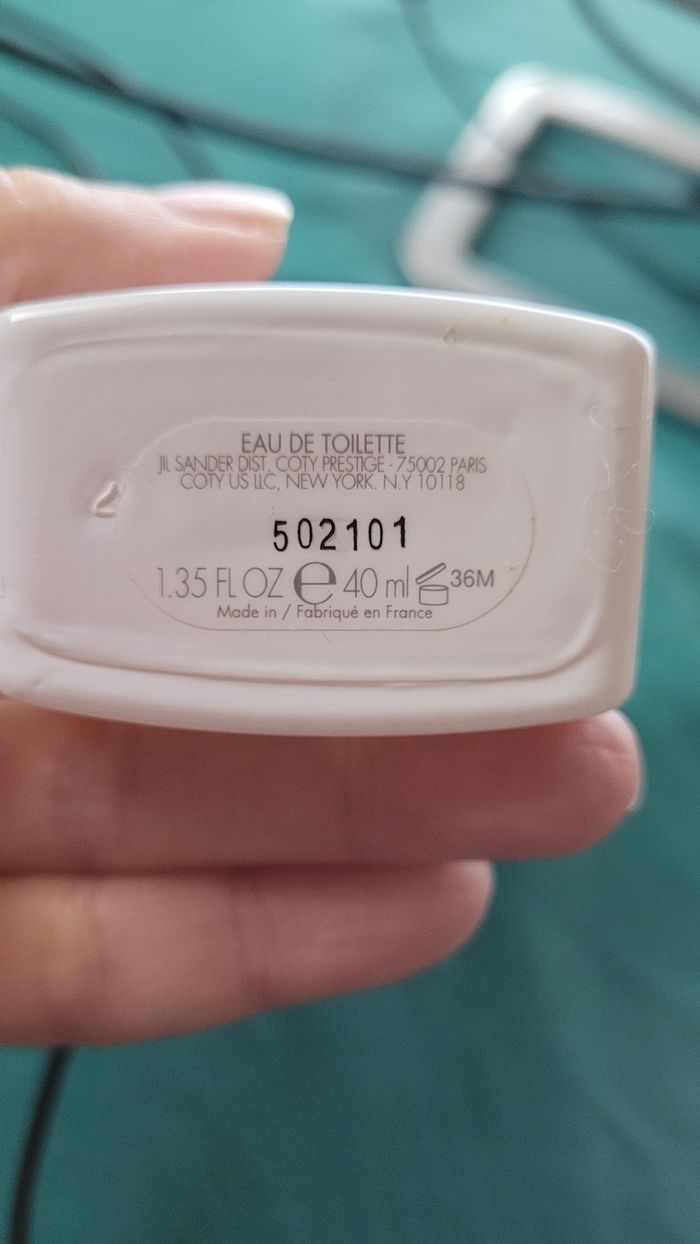 EAU DE TOILETTE
JIL SANDER DIST. COTY PRESTIGE - 75002 PARIS
COTY US LLC, NEW YORK. N.Y 10118
502101
1.35 FL OZ e 40 ml 36M
Made in / Fabriqué en France